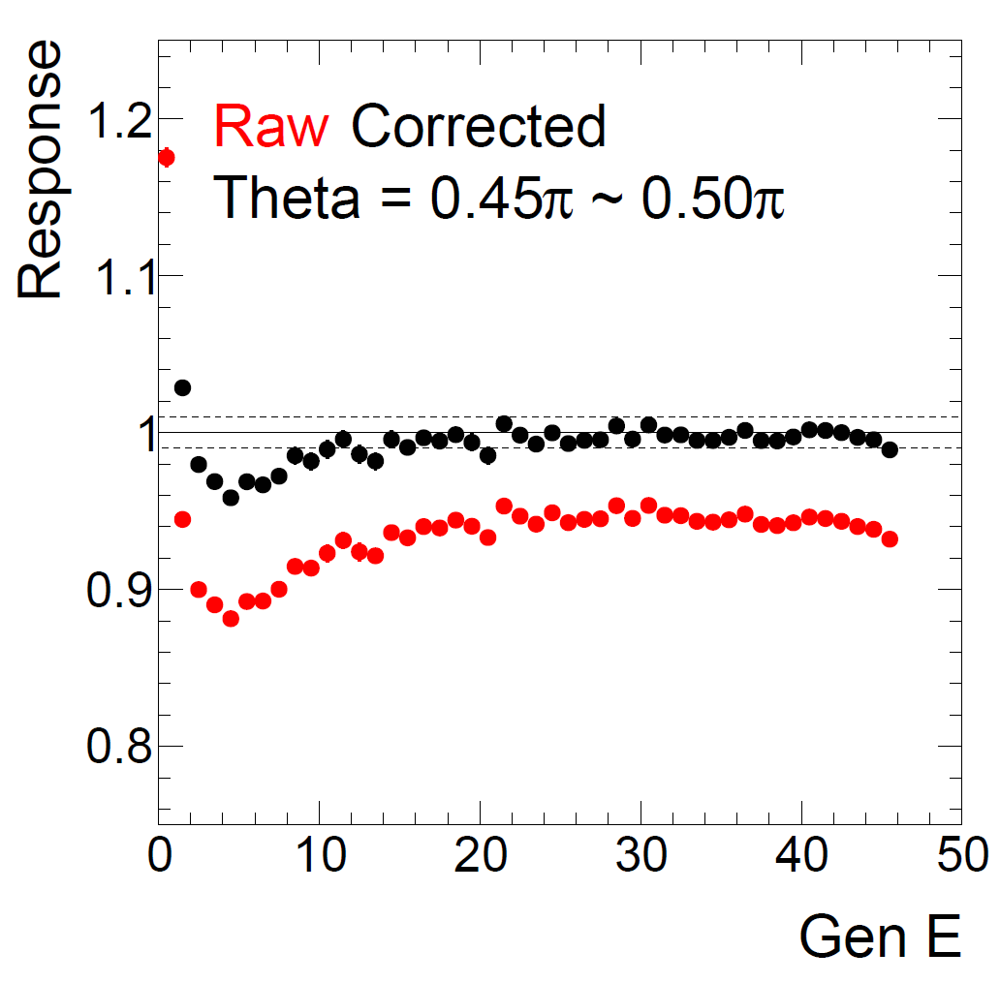 Response
1.2
1.1
1
0.9
0.8
Raw Corrected
Theta = 0.45π ~ 0.50π
0 10 20 30 40 50
Gen E